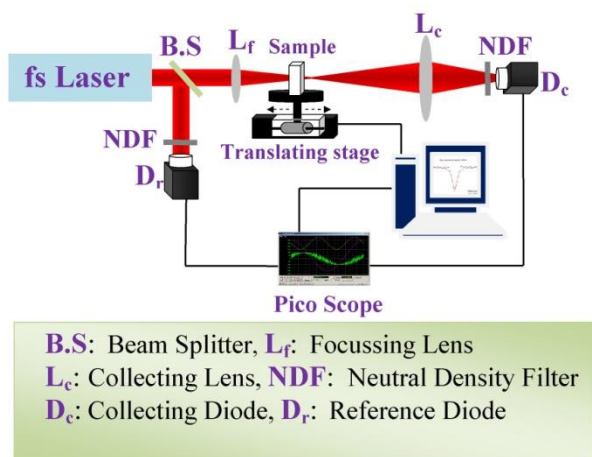 B.S
L_f
Sample
L_c
NDF
fs Laser
D_c
NDF
Translating stage
D_r
Pico Scope
B.S: Beam Splitter, L_f: Focussing Lens
L_c: Collecting Lens, NDF: Neutral Density Filter
D_c: Collecting Diode, D_r: Reference Diode